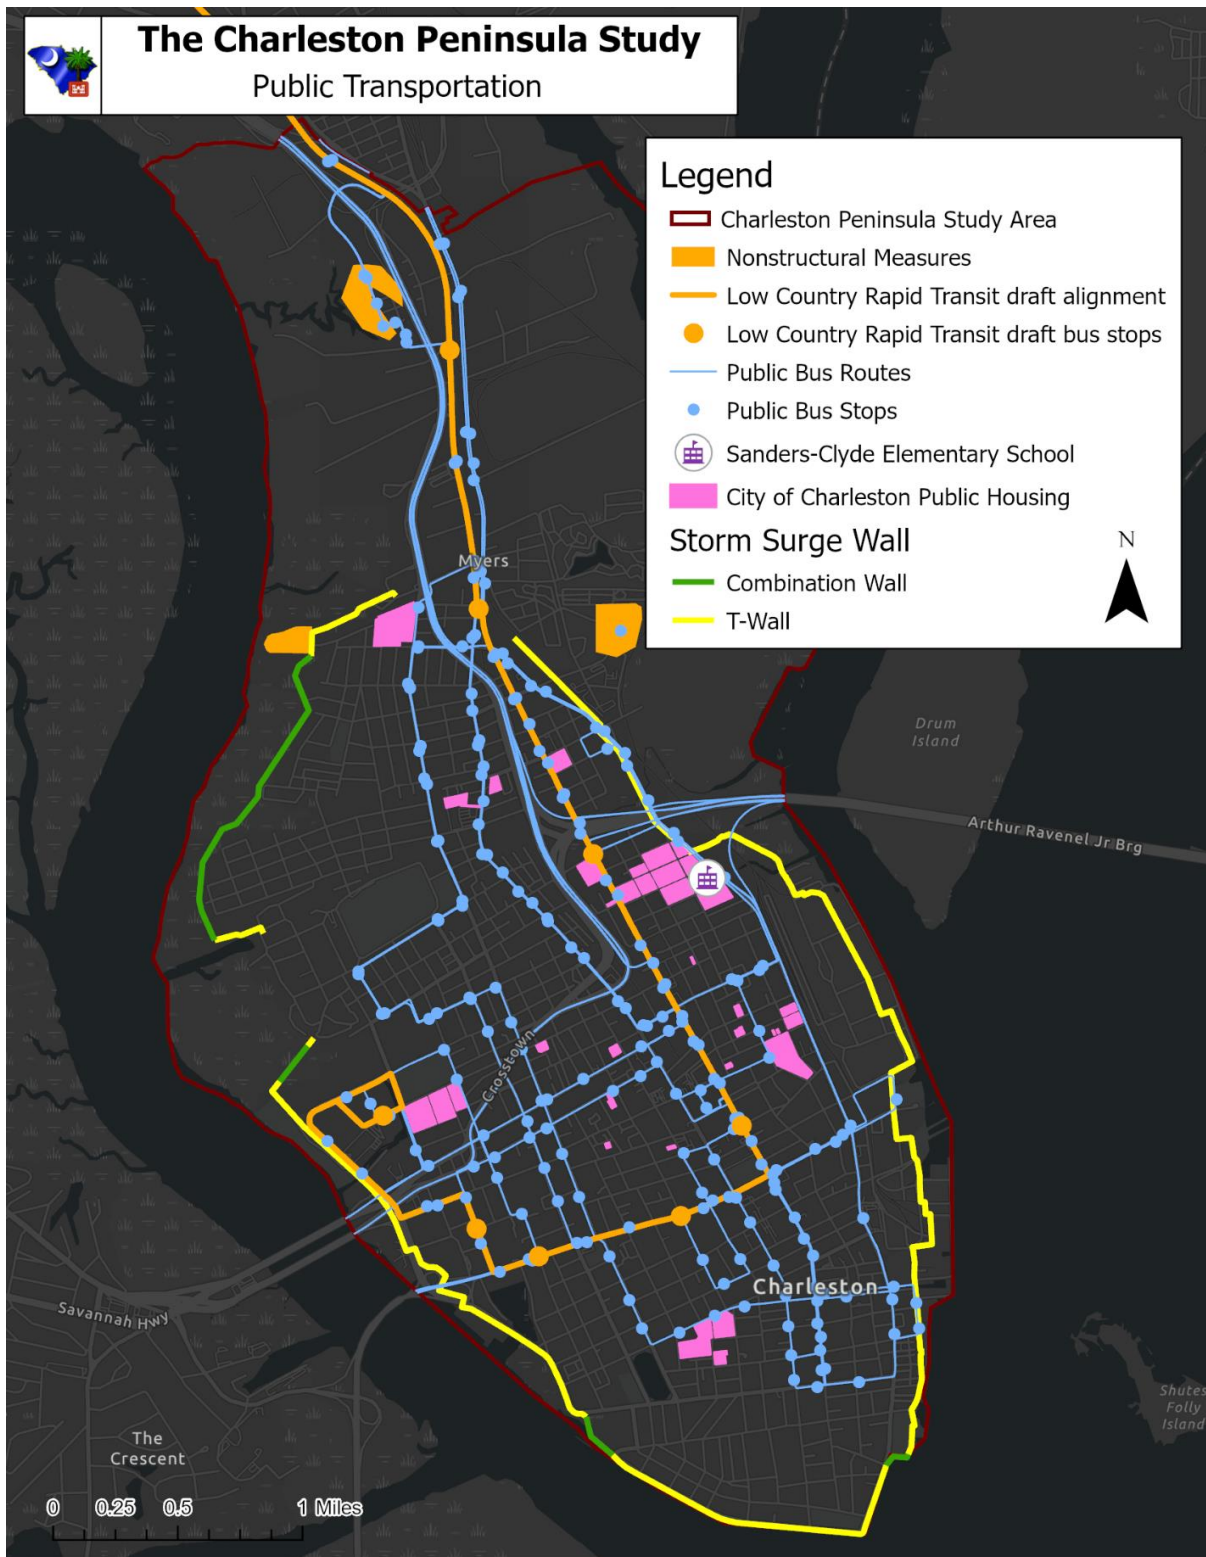 The Charleston Peninsula Study
Public Transportation
Legend
Charleston Peninsula Study Area
Nonstructural Measures
Low Country Rapid Transit draft alignment
Low Country Rapid Transit draft bus stops
Public Bus Routes
Public Bus Stops
Sanders-Clyde Elementary School
City of Charleston Public Housing
Storm Surge Wall
N
Combination Wall
T-Wall
Myers
Drum
Island
Arthur Ravenel Jr Brg
Crosstown
Charleston
Savannah Hwy
Shutes
Folly
Island
The
Crescent
0 0.25 0.5 1 Miles